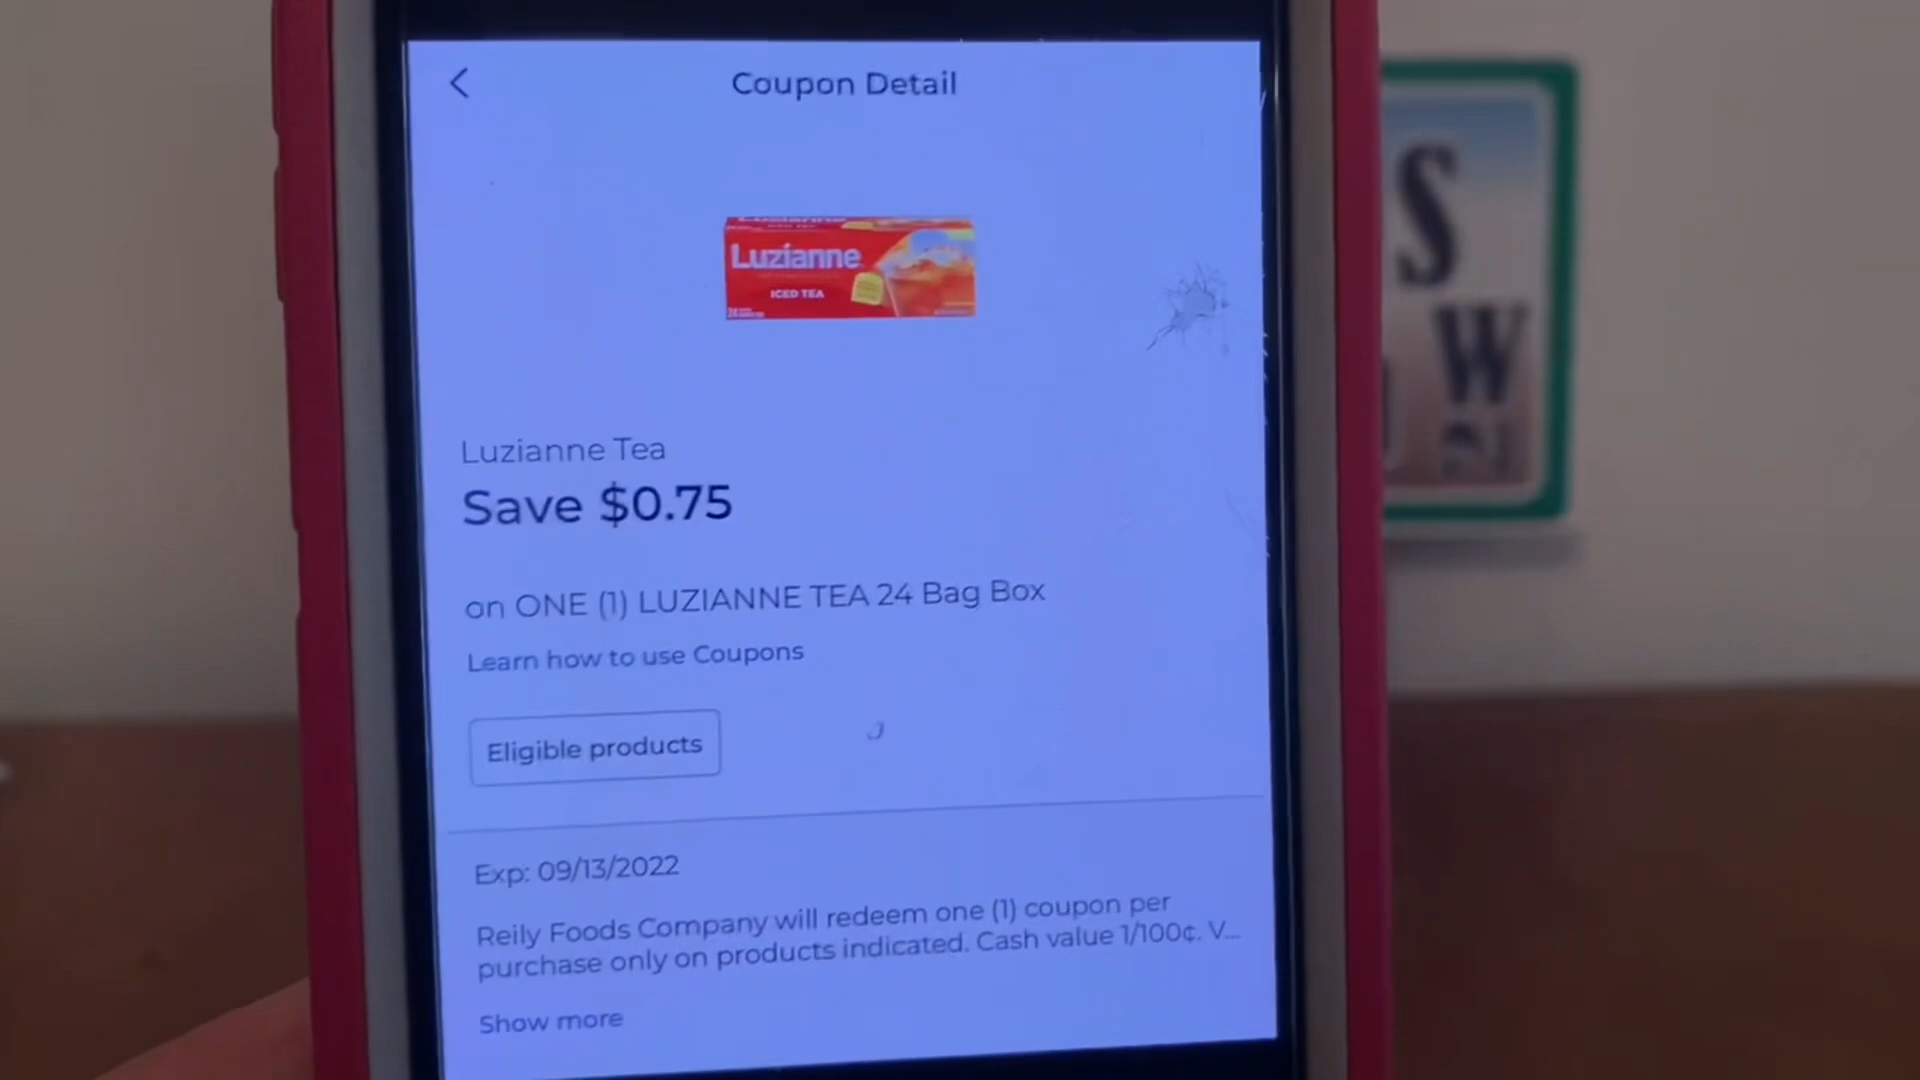 Coupon Detail
Luzianne
ICED TEA
Luzianne Tea
Save $0.75
on ONE (1) LUZIANNE TEA 24 Bag Box
Learn how to use Coupons
Eligible products
Exp: 09/13/2022
Reily Foods Company will redeem one (1) coupon per
purchase only on products indicated. Cash value 1/100¢. V...
Show more
S
W